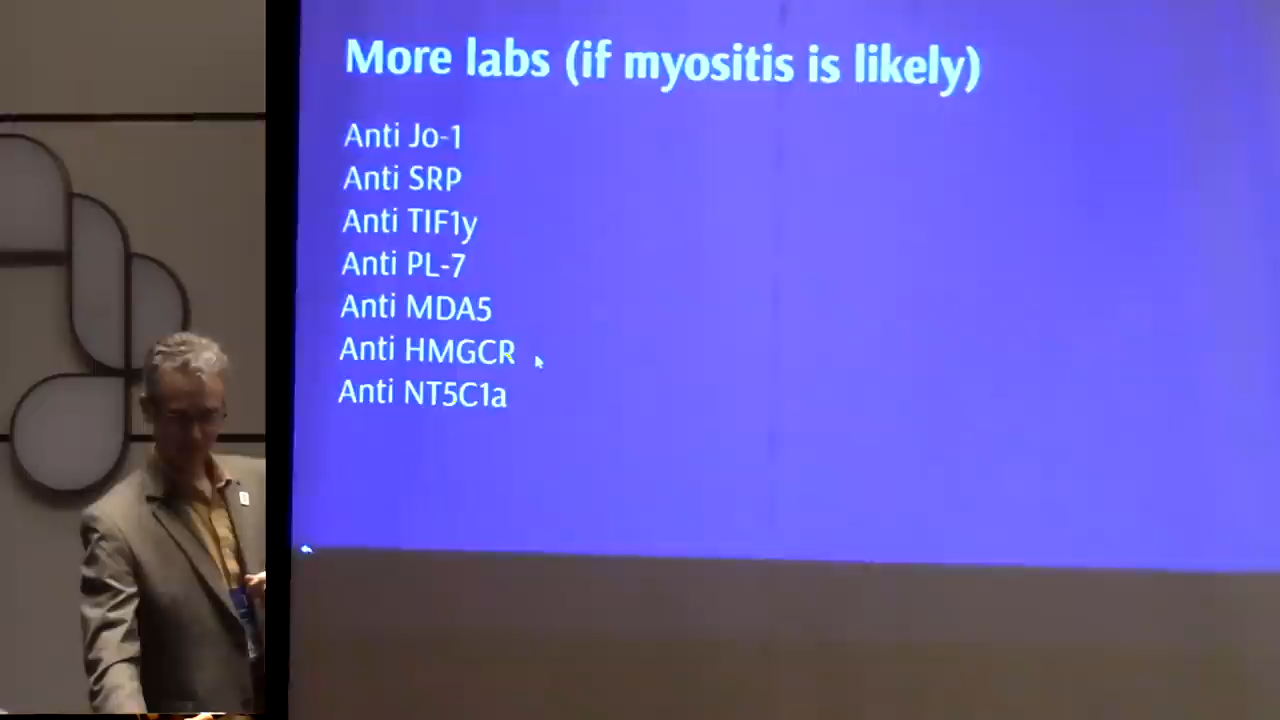 More labs (if myositis is likely)
Anti Jo-1
Anti SRP
Anti TIF1y
Anti PL-7
Anti MDA5
Anti HMGCR
Anti NT5C1a